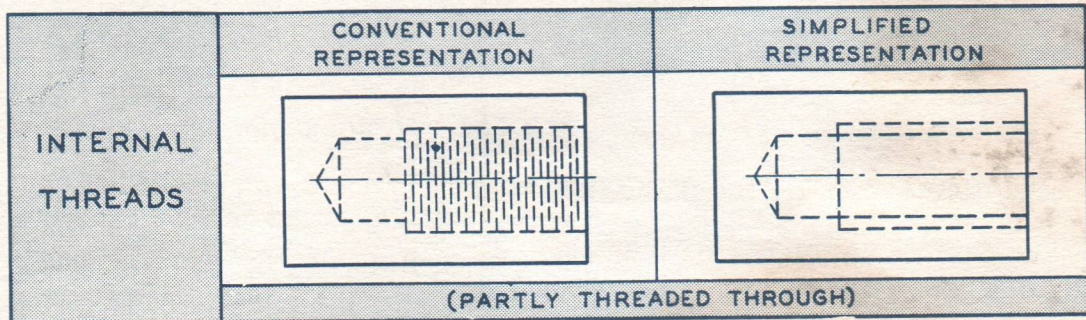 CONVENTIONAL
REPRESENTATION
SIMPLIFIED
REPRESENTATION
INTERNAL
THREADS
(PARTLY THREADED THROUGH)